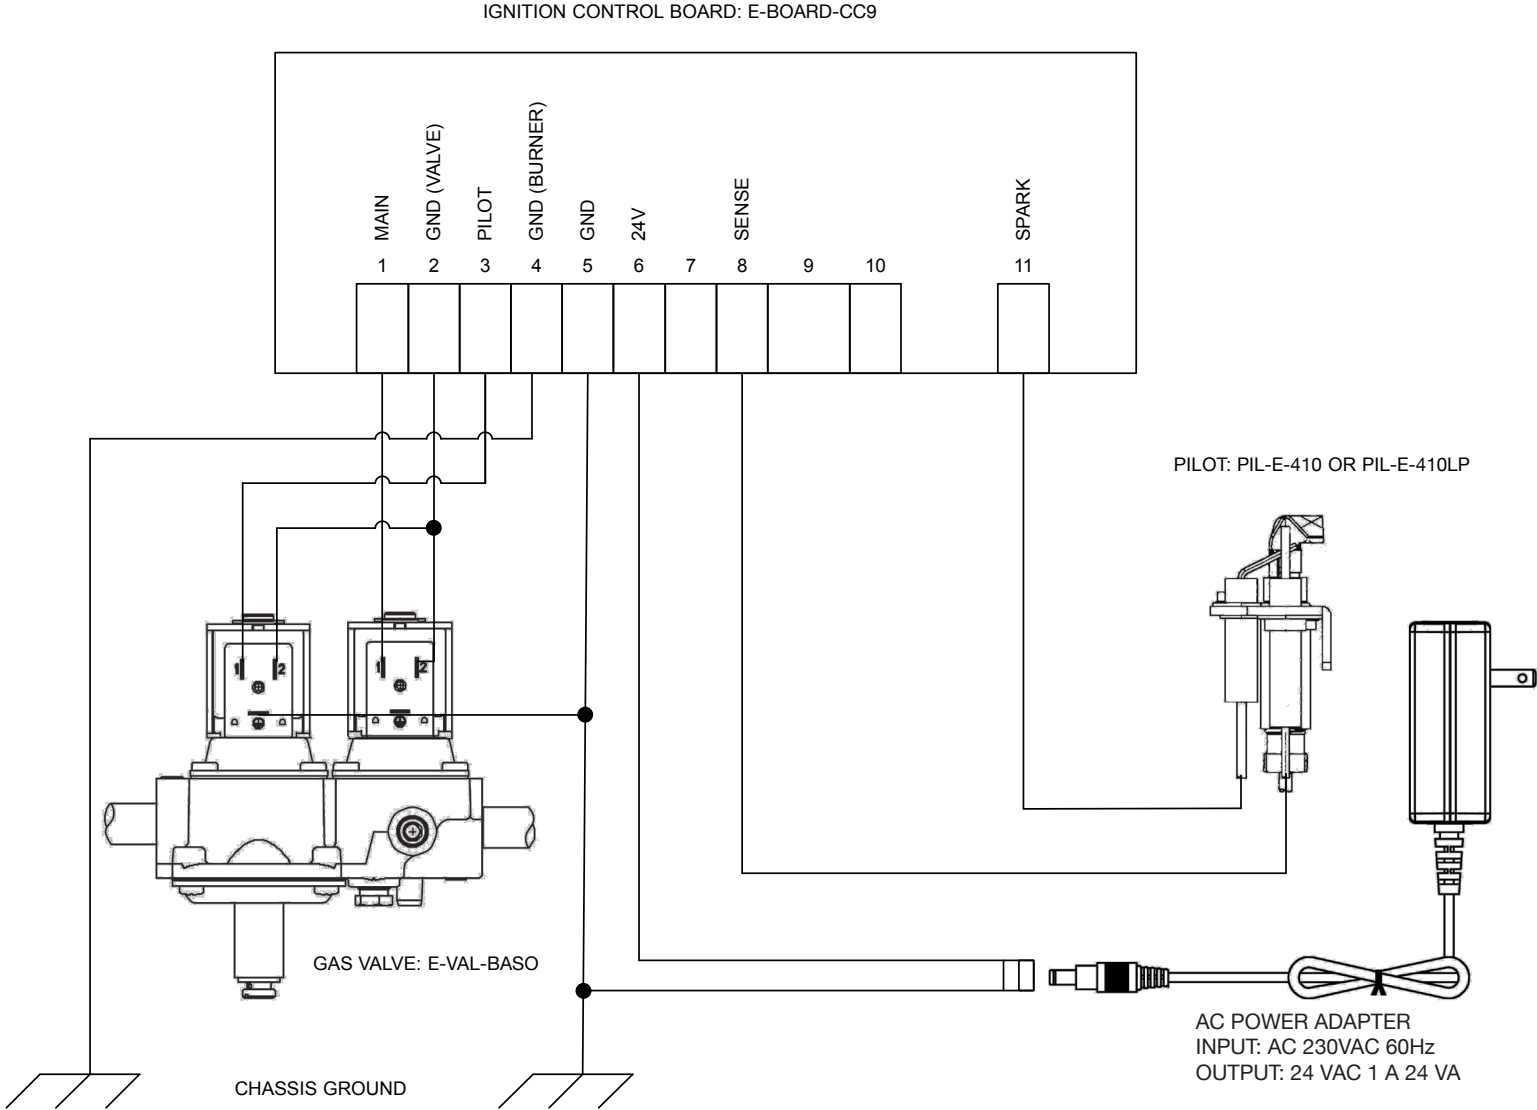 IGNITION CONTROL BOARD: E-BOARD-CC9
MAIN
GND (VALVE)
PILOT
GND (BURNER)
GND
24V
SENSE
SPARK
1 2 3 4 5 6 7 8 9 10 11
PILOT: PIL-E-410 OR PIL-E-410LP
1 2 1 2
GAS VALVE: E-VAL-BASO
AC POWER ADAPTER
INPUT: AC 230VAC 60Hz
OUTPUT: 24 VAC 1 A 24 VA
CHASSIS GROUND